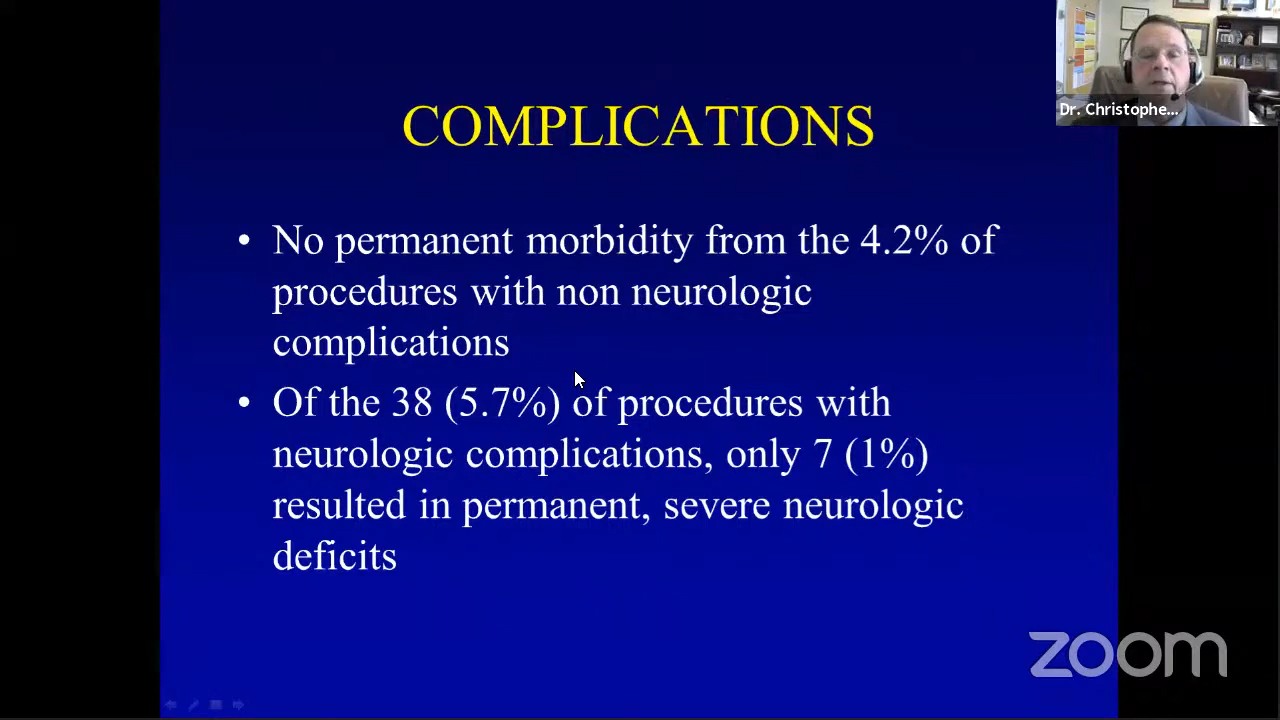 COMPLICATIONS
Dr. Christophe...
• No permanent morbidity from the 4.2% of
procedures with non neurologic
complications
• Of the 38 (5.7%) of procedures with
neurologic complications, only 7 (1%)
resulted in permanent, severe neurologic
deficits
zoom